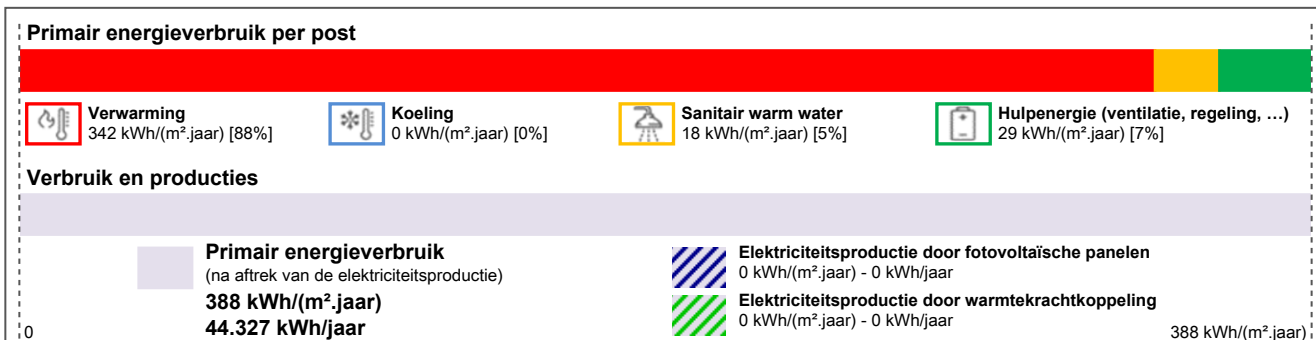 Primair energieverbruik per post
Verwarming
342 kWh/(m².jaar) [88%]
Koeling
0 kWh/(m².jaar) [0%]
Sanitair warm water
18 kWh/(m².jaar) [5%]
Hulpenergie (ventilatie, regeling, …)
29 kWh/(m².jaar) [7%]
Verbruik en producties
Primair energieverbruik
(na aftrek van de elektriciteitsproductie)
388 kWh/(m².jaar)
44.327 kWh/jaar
Elektriciteitsproductie door fotovoltaïsche panelen
0 kWh/(m².jaar) - 0 kWh/jaar
Elektriciteitsproductie door warmtekrachtkoppeling
0 kWh/(m².jaar) - 0 kWh/jaar
0
388 kWh/(m².jaar)